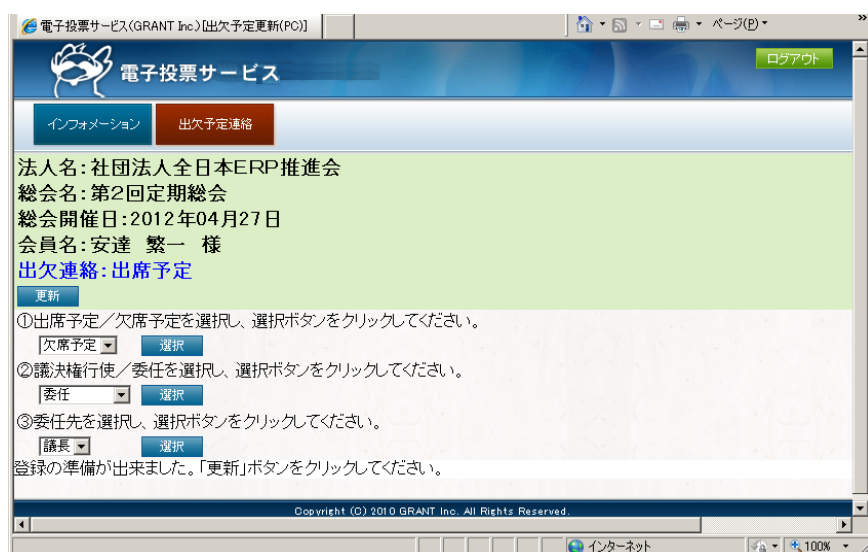 電子投票サービス(GRANT Inc.)[出欠予定更新(PC)]
ページ(P)
»
電子投票サービス
ログアウト
インフォメーション
出欠予定連絡
法人名:社団法人全日本ERP推進会
総会名:第2回定期総会
総会開催日:2012年04月27日
会員名:安達 繁一 様
出欠連絡:出席予定
更新
①出席予定/欠席予定を選択し、選択ボタンをクリックしてください。
欠席予定 選択
②議決権行使/委任を選択し、選択ボタンをクリックしてください。
委任 選択
③委任先を選択し、選択ボタンをクリックしてください。
議長 選択
登録の準備が出来ました。「更新」ボタンをクリックしてください。
Copyright (C) 2010 GRANT Inc. All Rights Reserved.
インターネット
100%